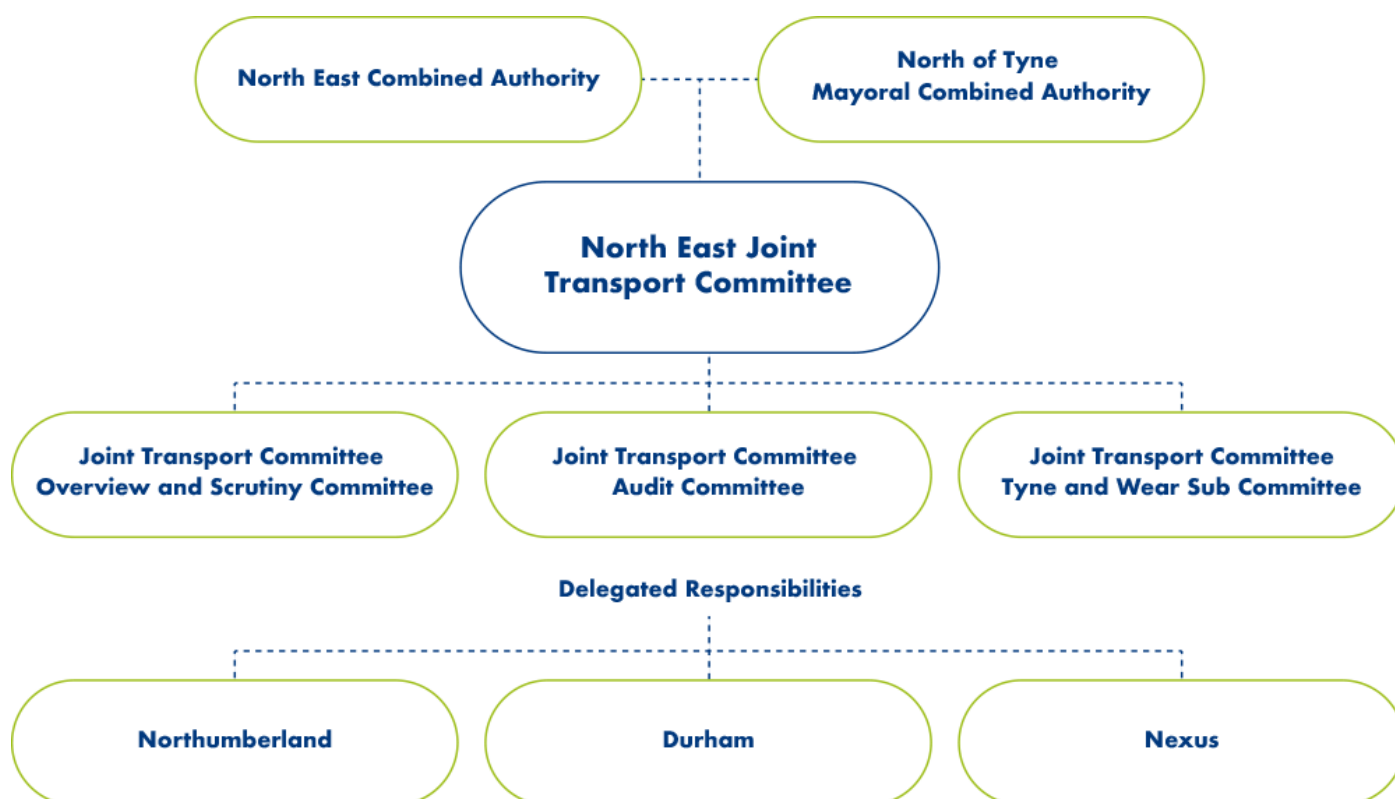 North East Combined Authority
North of Tyne
Mayoral Combined Authority
North East Joint
Transport Committee
Joint Transport Committee
Overview and Scrutiny Committee
Joint Transport Committee
Audit Committee
Joint Transport Committee
Tyne and Wear Sub Committee
Delegated Responsibilities
Northumberland
Durham
Nexus